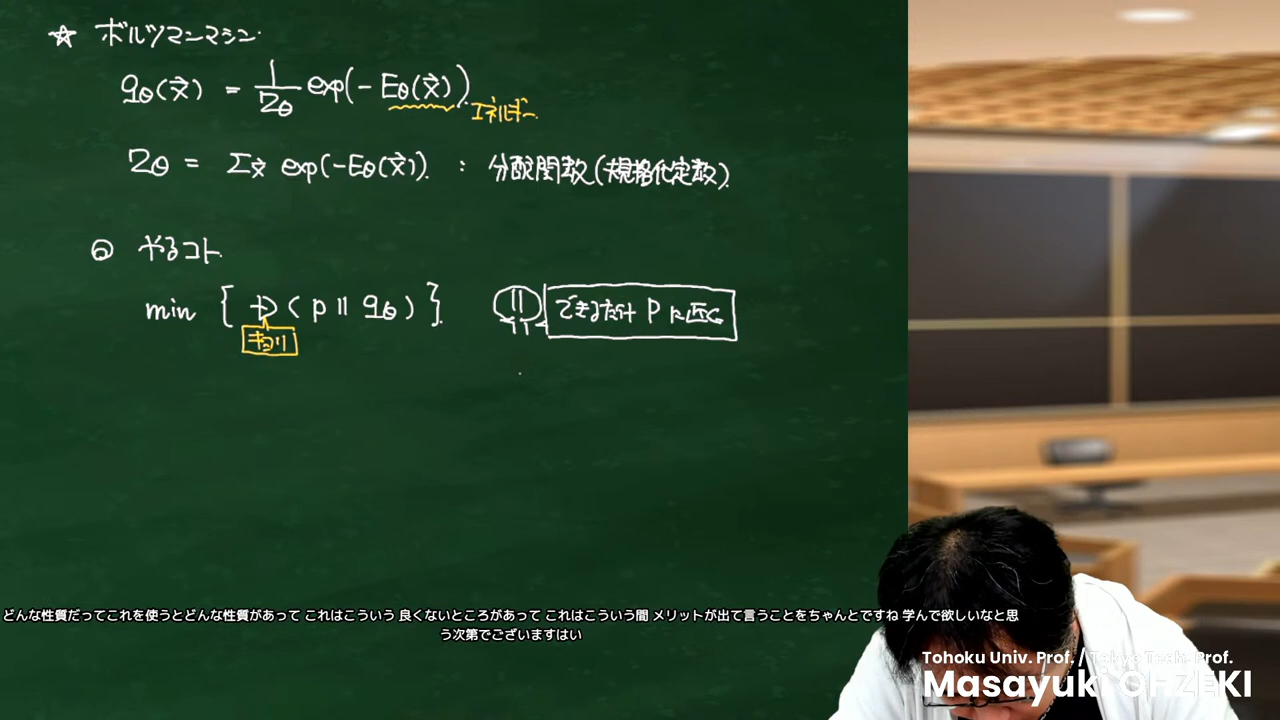 ☆ ボルツマンマシン
qθ(x⃗) = 1/Zθ exp(-Eθ(x⃗))
エネルギー
Zθ = Σx⃗ exp(-Eθ(x⃗)) : 分配関数(規格化定数)
◎ やるコト
min { D ( P || qθ ) }
キョリ
できるだけ P に近く
どんな性質だってこれを使うとどんな性質があって これはこういう 良くないところがあって これはこういう間 メリットが出て言うことをちゃんとですね 学んで欲しいなと思
う次第でございますはい
Tohoku Univ. Prof. / Tokyo Tech. Prof.
Masayuki OHZEKI